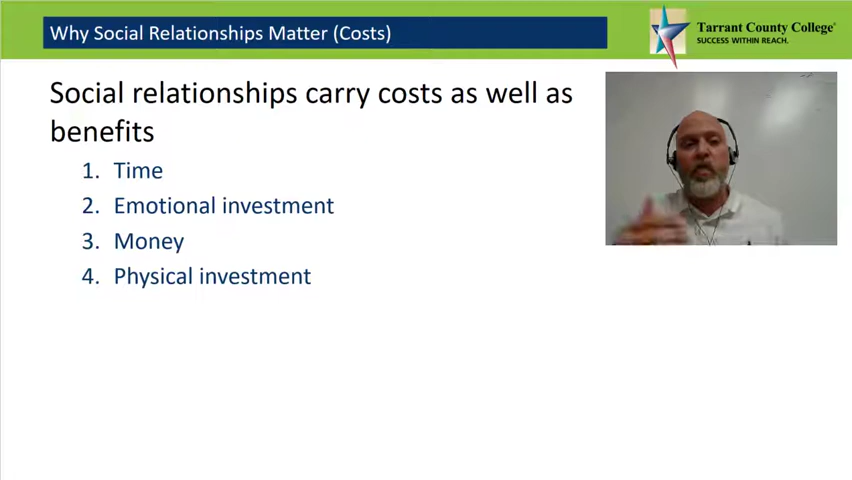 Why Social Relationships Matter (Costs)
Tarrant County College®
SUCCESS WITHIN REACH.
Social relationships carry costs as well as
benefits
1. Time
2. Emotional investment
3. Money
4. Physical investment